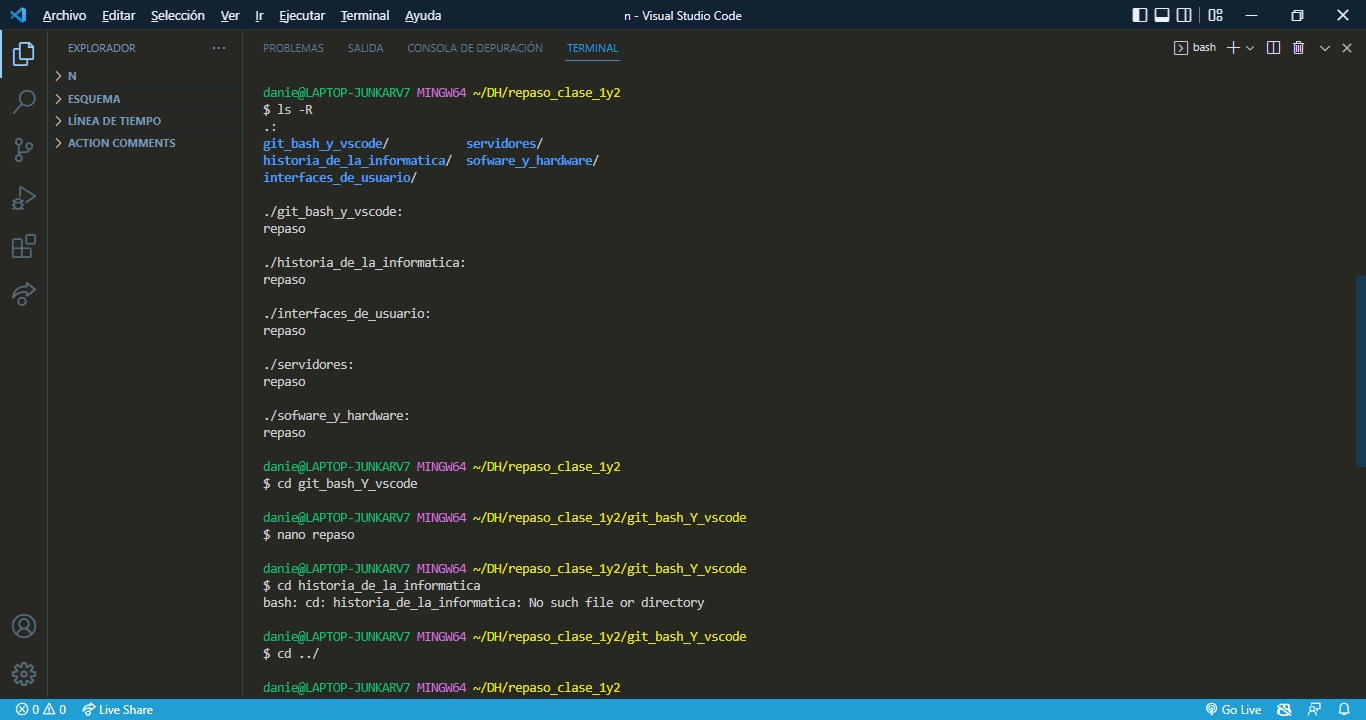 Archivo Editar Selección Ver Ir Ejecutar Terminal Ayuda n - Visual Studio Code
EXPLORADOR
N
ESQUEMA
LÍNEA DE TIEMPO
ACTION COMMENTS
PROBLEMAS SALIDA CONSOLA DE DEPURACIÓN TERMINAL bash
danie@LAPTOP-JUNKARV7 MINGW64 ~/DH/repaso_clase_1y2
$ ls -R
.:
git_bash_y_vscode/ servidores/
historia_de_la_informatica/ sofware_y_hardware/
interfaces_de_usuario/
./git_bash_y_vscode:
repaso
./historia_de_la_informatica:
repaso
./interfaces_de_usuario:
repaso
./servidores:
repaso
./sofware_y_hardware:
repaso
danie@LAPTOP-JUNKARV7 MINGW64 ~/DH/repaso_clase_1y2
$ cd git_bash_Y_vscode
danie@LAPTOP-JUNKARV7 MINGW64 ~/DH/repaso_clase_1y2/git_bash_Y_vscode
$ nano repaso
danie@LAPTOP-JUNKARV7 MINGW64 ~/DH/repaso_clase_1y2/git_bash_Y_vscode
$ cd historia_de_la_informatica
bash: cd: historia_de_la_informatica: No such file or directory
danie@LAPTOP-JUNKARV7 MINGW64 ~/DH/repaso_clase_1y2/git_bash_Y_vscode
$ cd ../
danie@LAPTOP-JUNKARV7 MINGW64 ~/DH/repaso_clase_1y2
0 0 Live Share Go Live